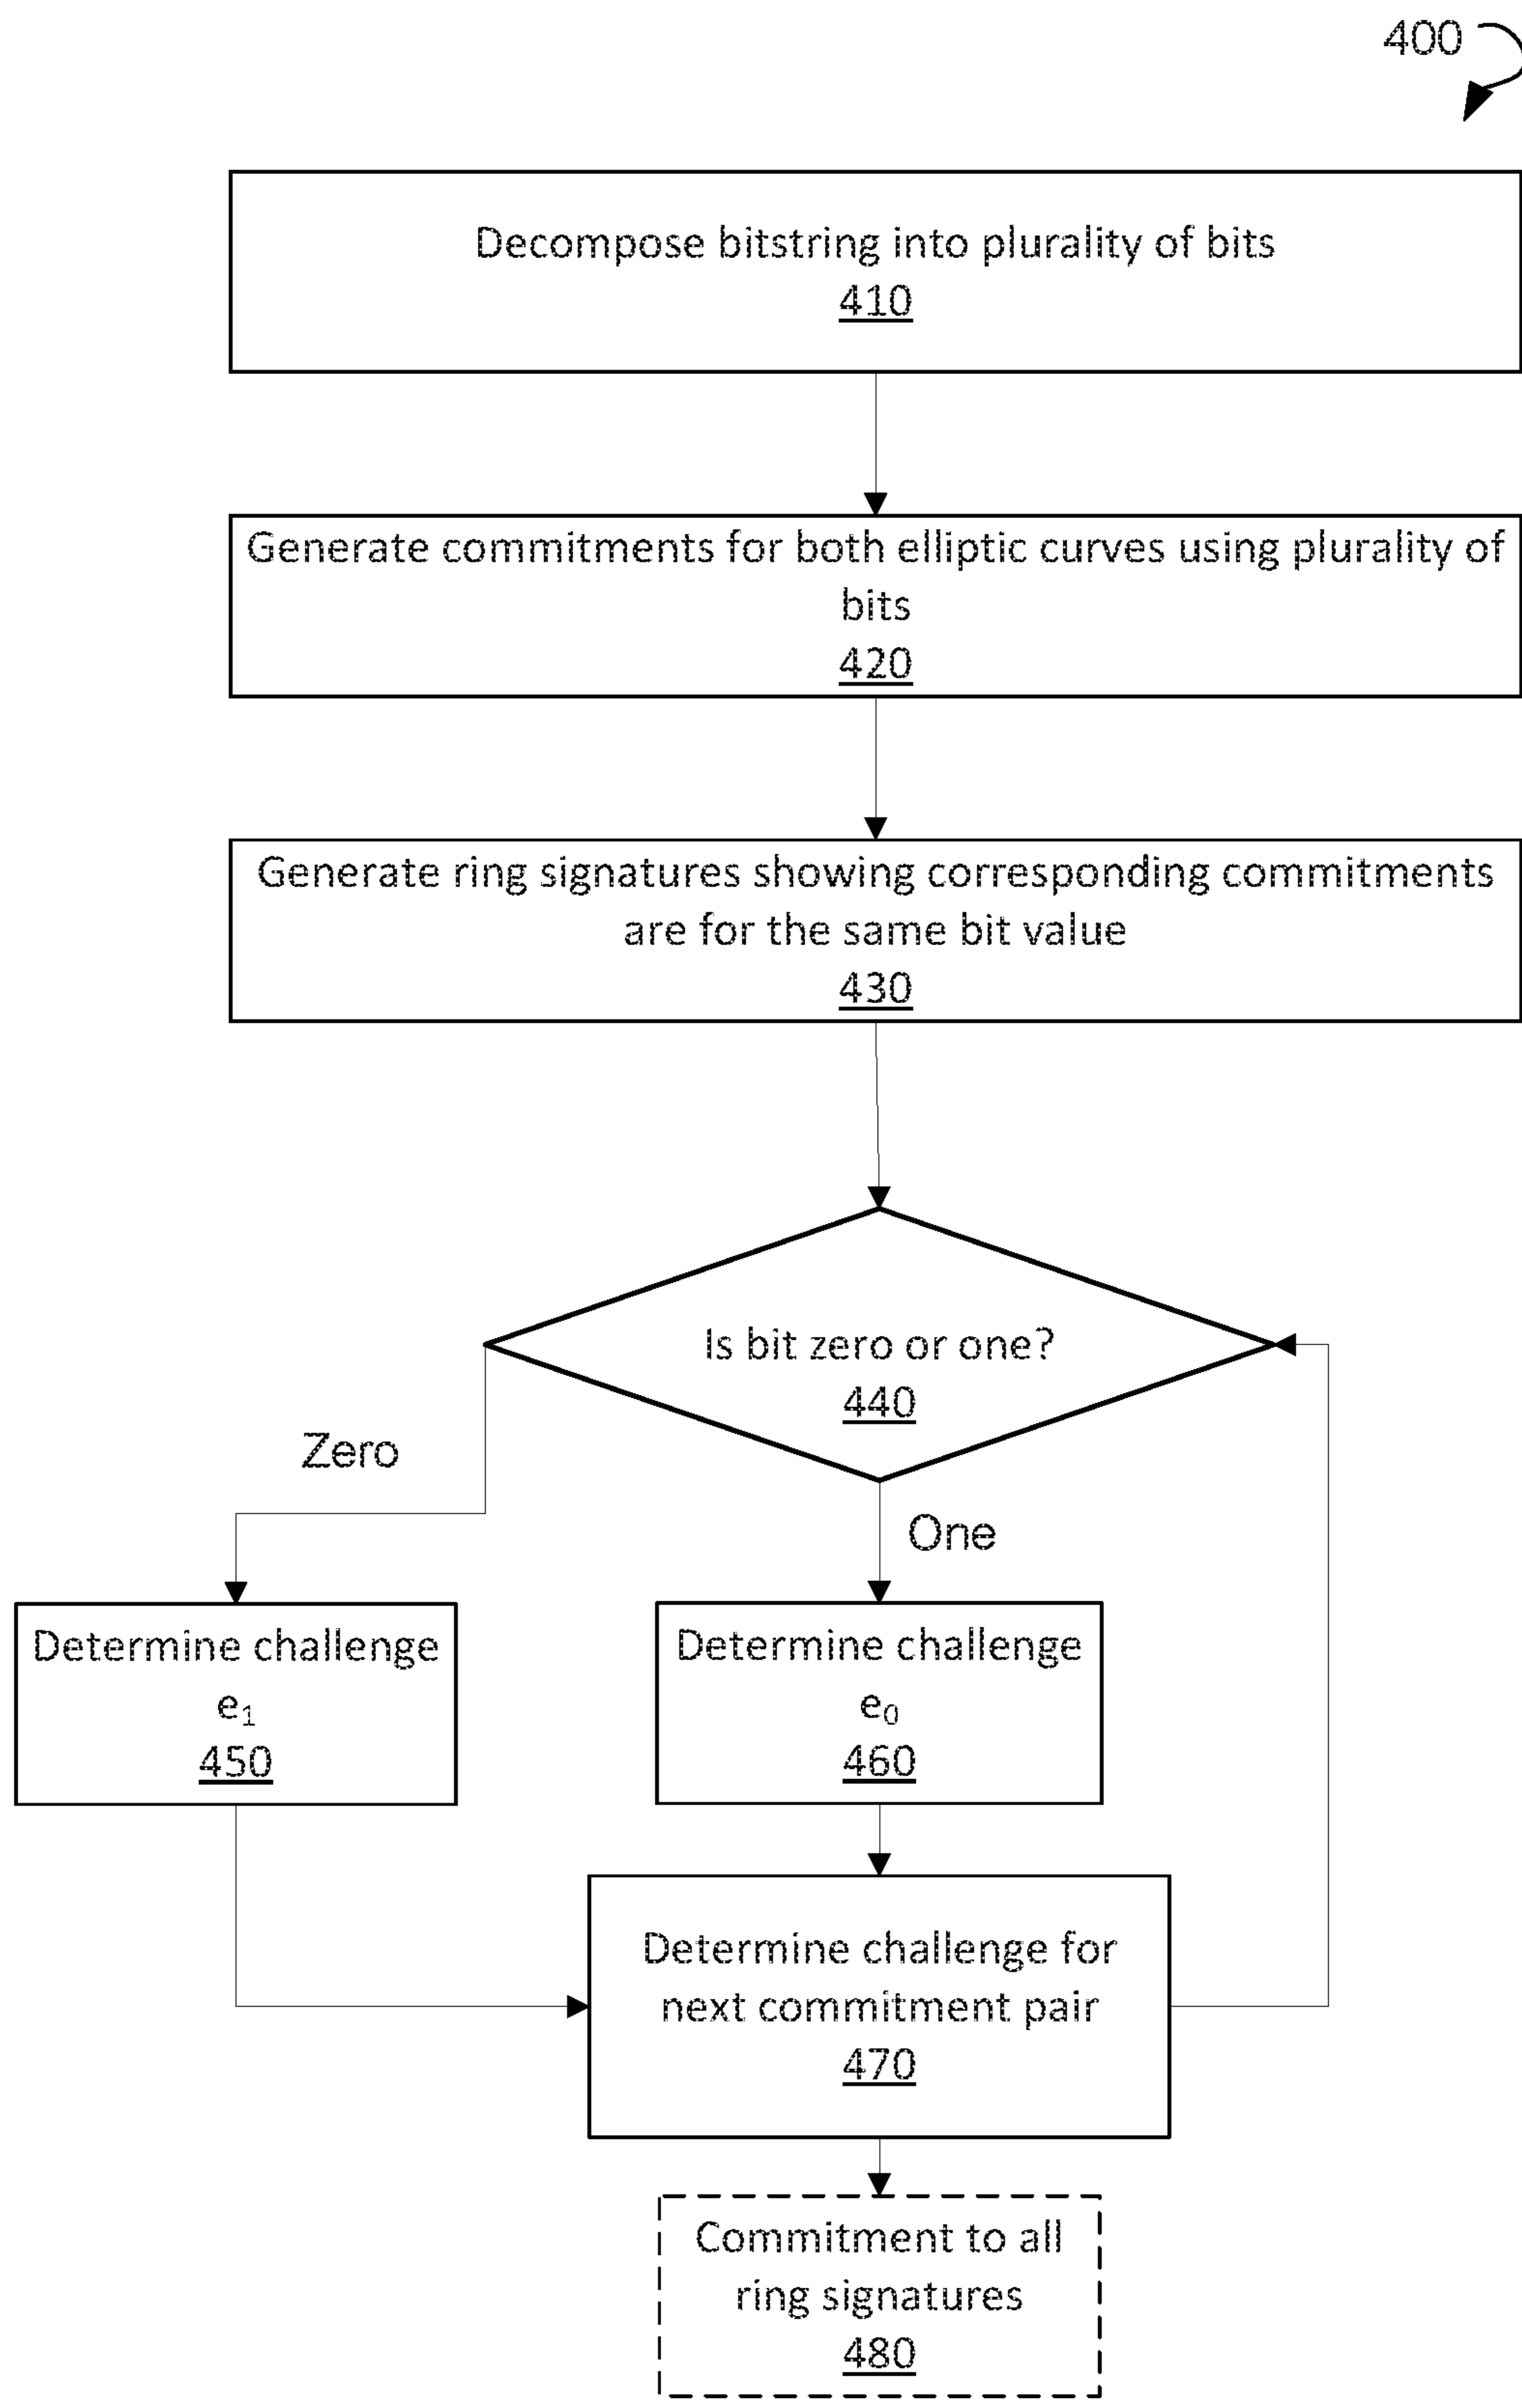 400
Decompose bitstring into plurality of bits
410
Generate commitments for both elliptic curves using plurality of
bits
420
Generate ring signatures showing corresponding commitments
are for the same bit value
430
Is bit zero or one?
440
Zero
One
Determine challenge
e₁
450
Determine challenge
e₀
460
Determine challenge for
next commitment pair
470
Commitment to all
ring signatures
480